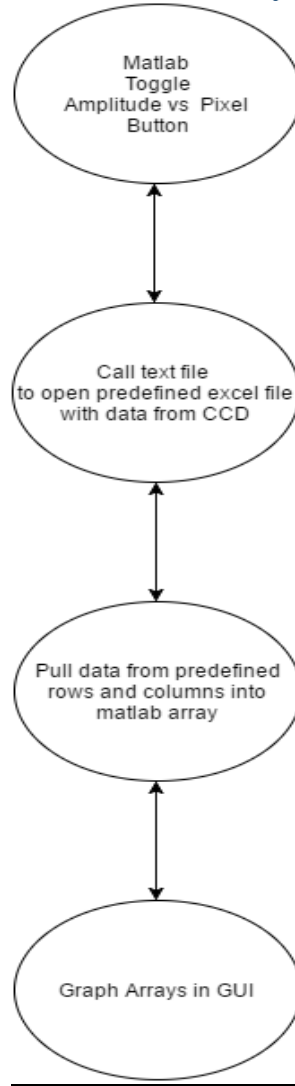 Matlab
Toggle
Amplitude vs Pixel
Button
Call text file
to open predefined excel file
with data from CCD
Pull data from predefined
rows and columns into
matlab array
Graph Arrays in GUI